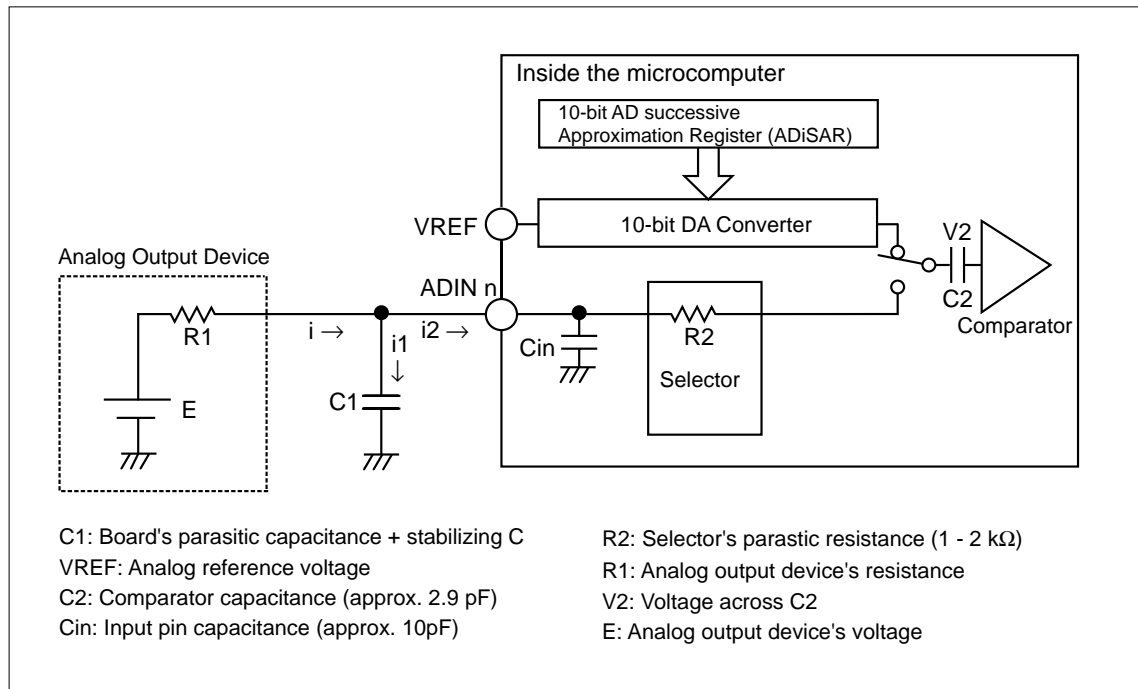 Inside the microcomputer
10-bit AD successive
Approximation Register (ADiSAR)
VREF
10-bit DA Converter
V2
C2
Comparator
Analog Output Device
ADIN n
R1
i →
i1
↓
i2 →
Cin
R2
Selector
E
C1
C1: Board's parasitic capacitance + stabilizing C
VREF: Analog reference voltage
C2: Comparator capacitance (approx. 2.9 pF)
Cin: Input pin capacitance (approx. 10pF)
R2: Selector's parastic resistance (1 - 2 kΩ)
R1: Analog output device's resistance
V2: Voltage across C2
E: Analog output device's voltage